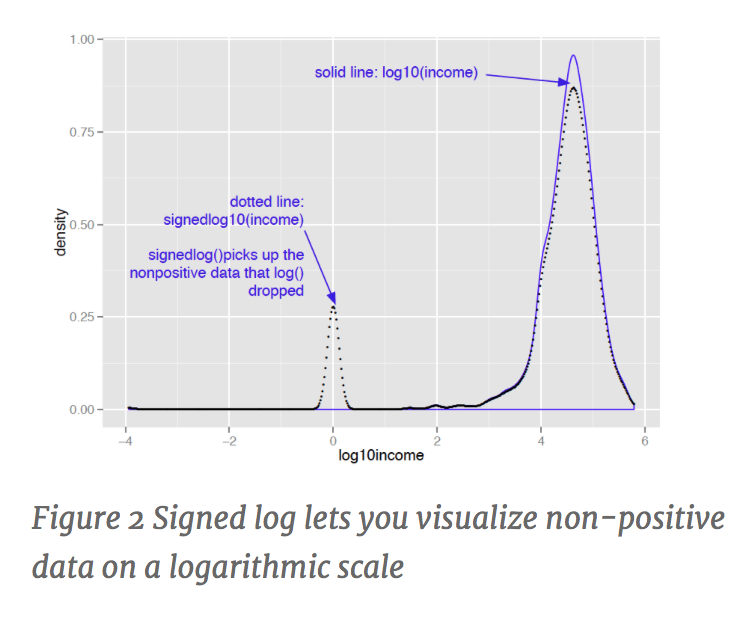 1.00
solid line: log10(income)
0.75
dotted line:
signedlog10(income)
density
0.50
signedlog()picks up the
nonpositive data that log()
dropped
0.25
0.00
−4
−2
0
2
4
6
log10income
Figure 2 Signed log lets you visualize non-positive
data on a logarithmic scale